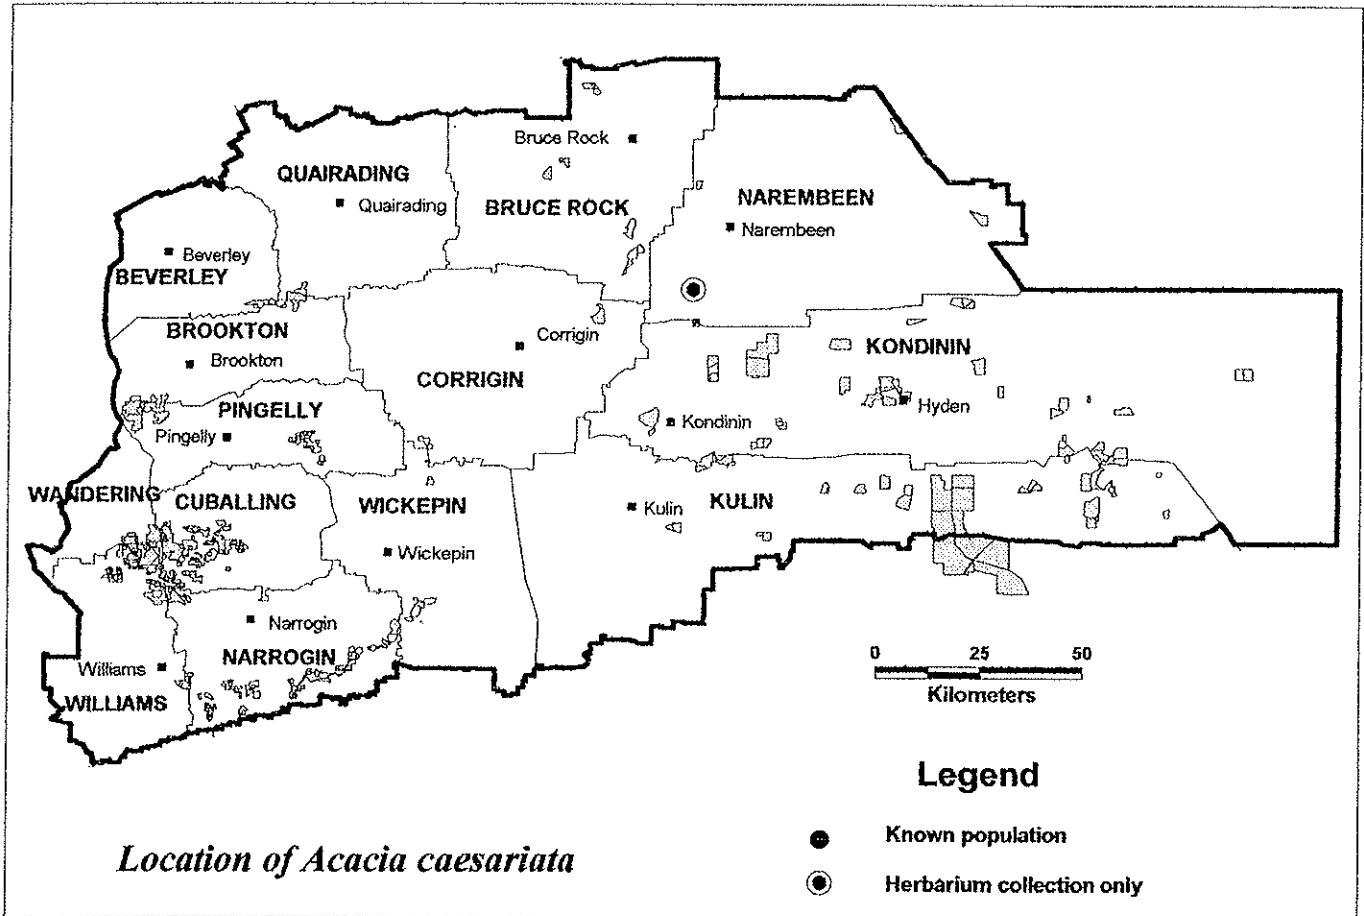 Bruce Rock
QUAIRADING
Quairading
BRUCE ROCK
NAREMBEEN
Narembeen
Beverley
BEVERLEY
BROOKTON
Brookton
Corrigin
CORRIGIN
KONDININ
Hyden
PINGELLY
Pingelly
Kondinin
WANDERING
CUBALLING
WICKEPIN
Kulin
KULIN
Wickepin
Narrogin
NARROGIN
Williams
WILLIAMS
0 25 50
Kilometers
Legend
Known population
Herbarium collection only
Location of Acacia caesariata